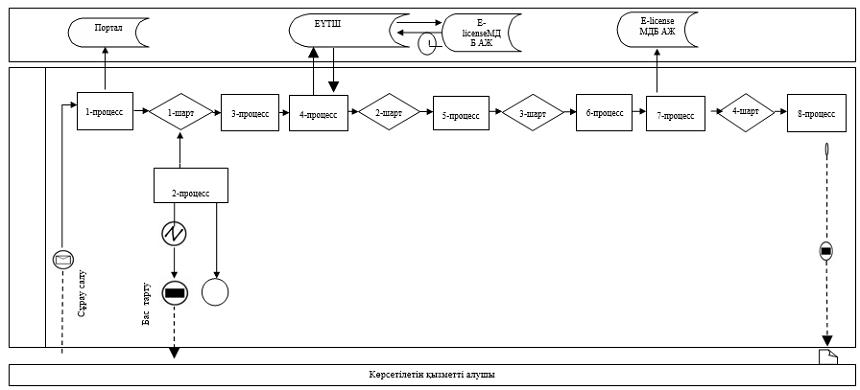 Портал
ЕҮТШ
E-
licenseМД
Б АЖ
E-license
МДБ АЖ
1-процесс
1-шарт
3-процесс
4-процесс
2-шарт
5-процесс
3-шарт
6-процесс
7-процесс
4-шарт
8-процесс
2-процесс
Сұрау салу
Бас тарту
Көрсетілетін қызметті алушы